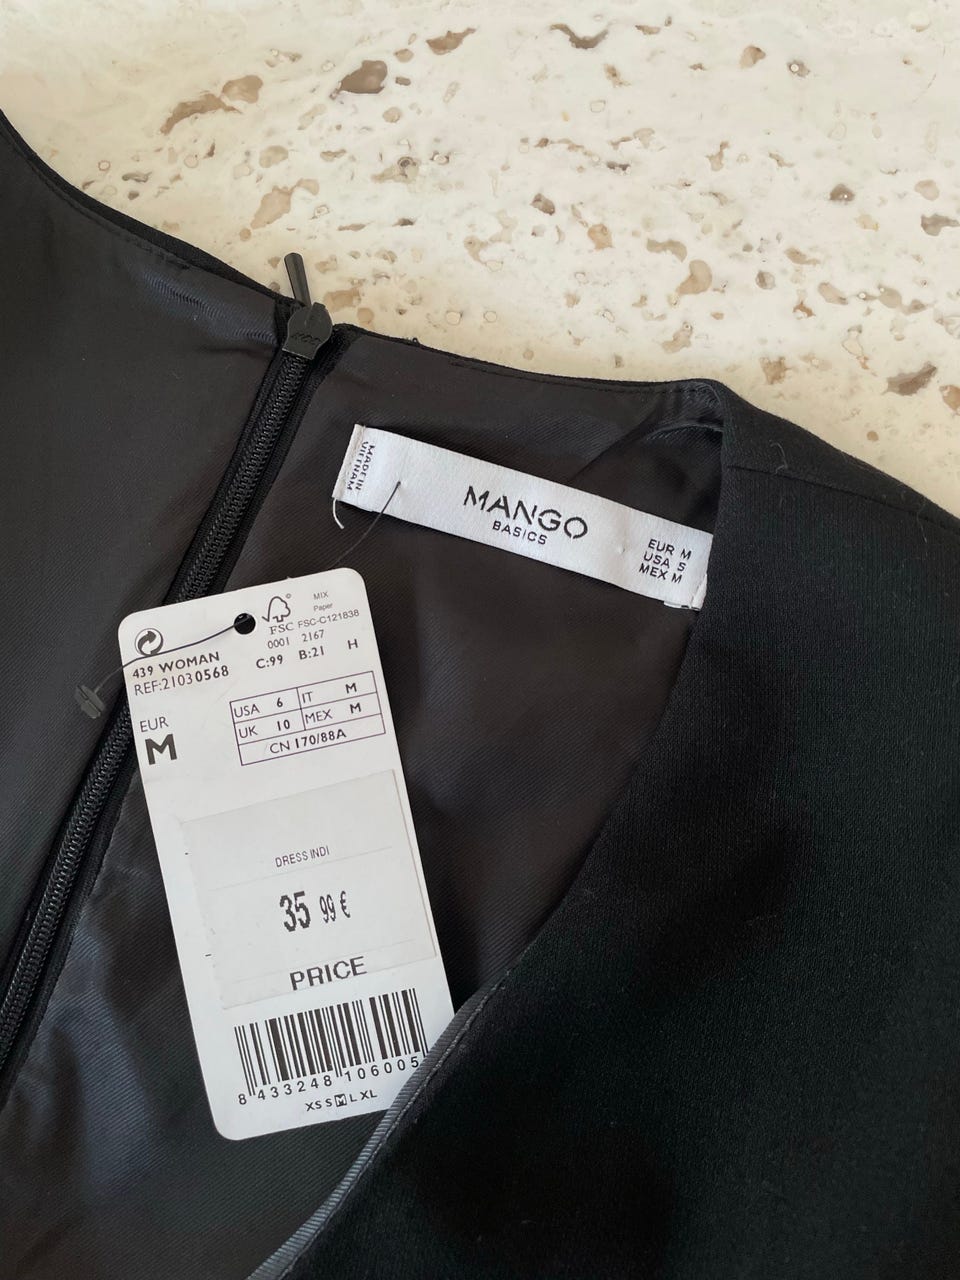 MADE IN
VIETNAM
MANGO
BASICS
EUR M
USA S
MEX M
MIX
Paper
FSC FSC-C121838
0001 2167
439 WOMAN C:99 B:21 H
REF:21030568
EUR
M
USA 6 IT M
UK 10 MEX M
CN 170/88A
DRESS INDI
35 99 €
PRICE
8 433248 106005
XS S M L XL